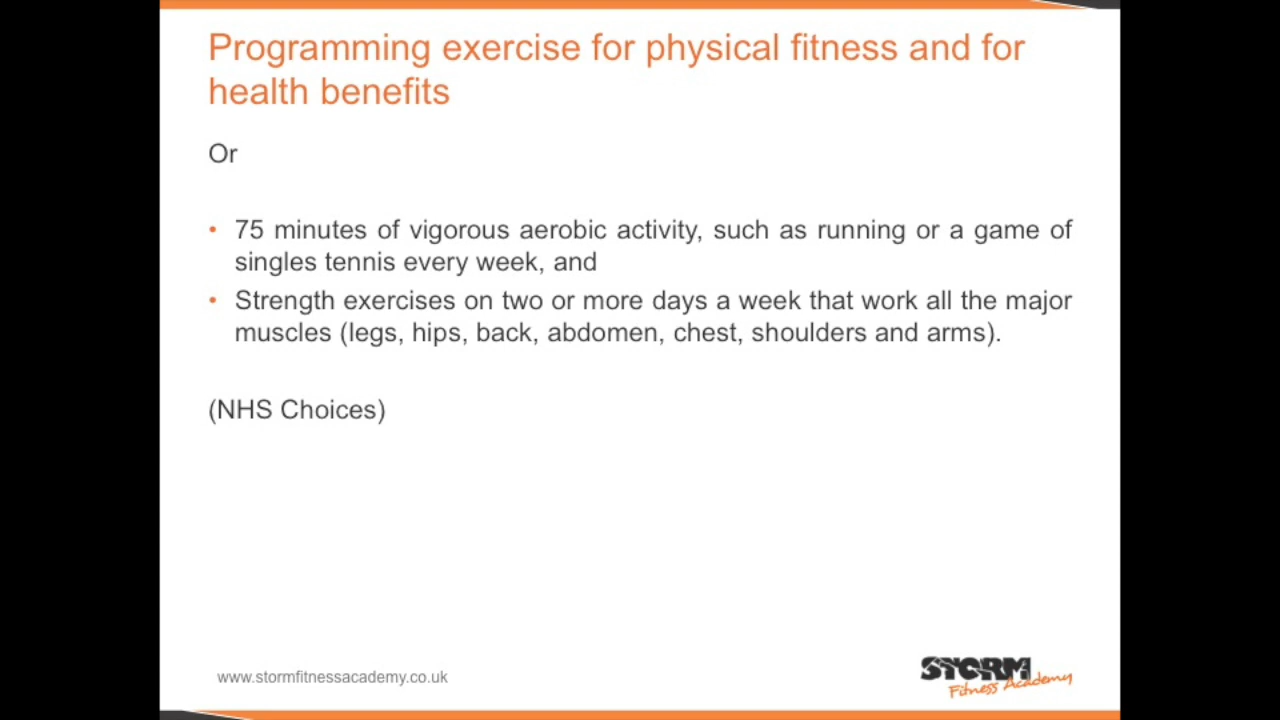 Programming exercise for physical fitness and for
health benefits
Or
• 75 minutes of vigorous aerobic activity, such as running or a game of
singles tennis every week, and
• Strength exercises on two or more days a week that work all the major
muscles (legs, hips, back, abdomen, chest, shoulders and arms).
(NHS Choices)
www.stormfitnessacademy.co.uk
STORM
Fitness Academy